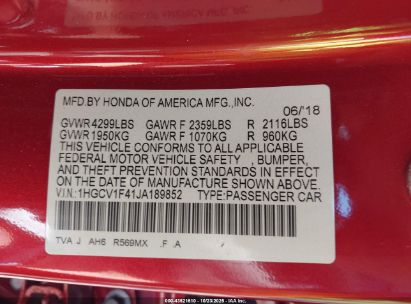 MFD.BY HONDA OF AMERICA MFG.,INC.
06/18
GVWR 4299LBS GAWR F 2359LBS R 2116LBS
GVWR 1950KG GAWR F 1070KG R 960KG
THIS VEHICLE CONFORMS TO ALL APPLICABLE
FEDERAL MOTOR VEHICLE SAFETY , BUMPER,
AND THEFT PREVENTION STANDARDS IN EFFECT
ON THE DATE OF MANUFACTURE SHOWN ABOVE.
V.I.N.:1HGCV1F41JA189852 TYPE:PASSENGER CAR
TVA J AH6 R569MX .F .A